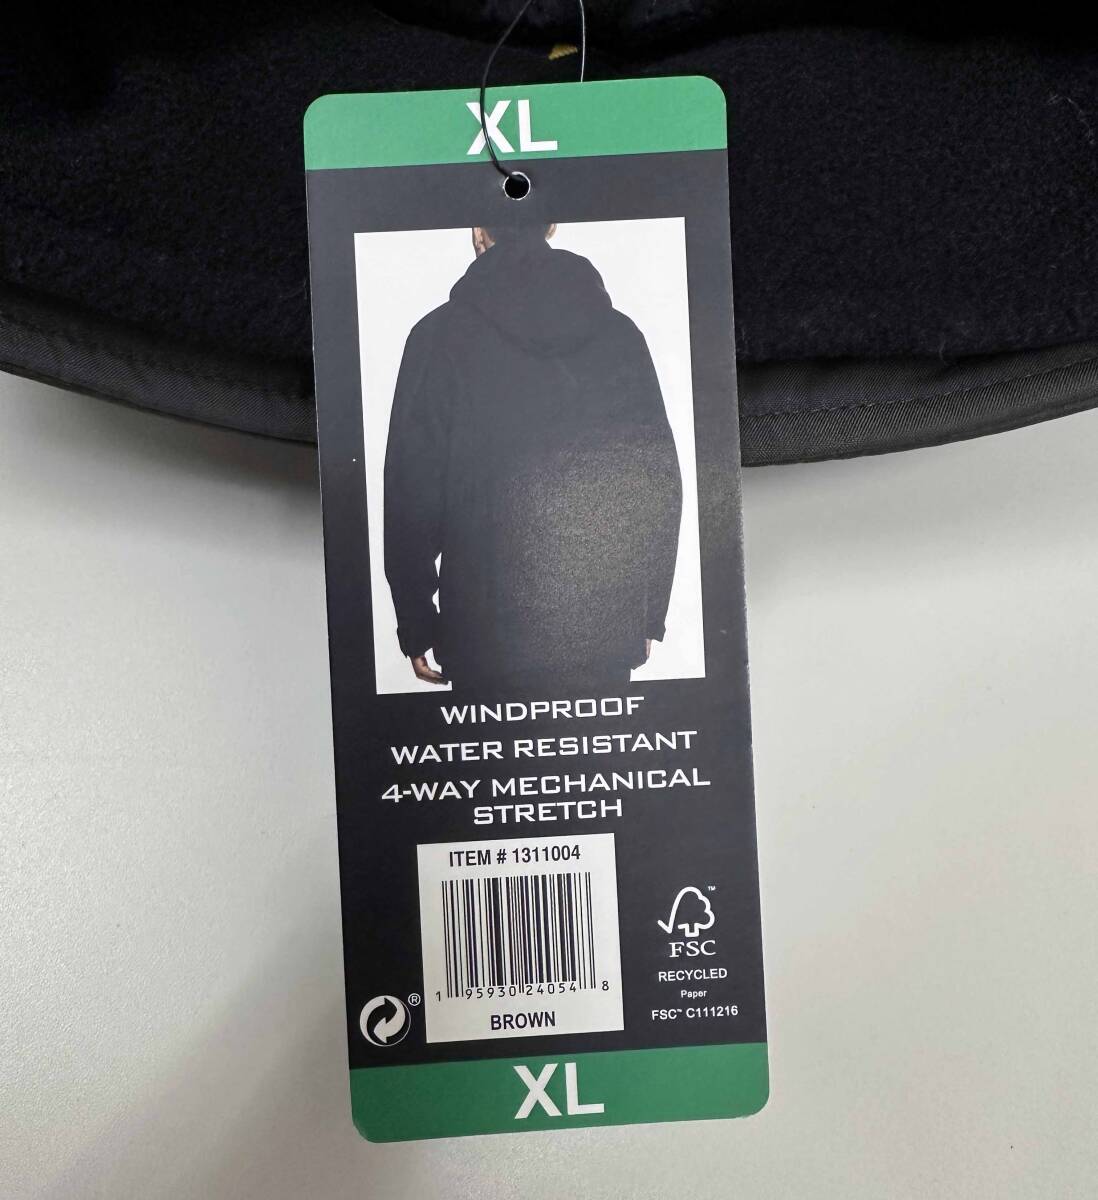 XL
WINDPROOF
WATER RESISTANT
4-WAY MECHANICAL
STRETCH
ITEM # 1311004
1 95930 24054 8
BROWN
®
™
FSC
RECYCLED
Paper
FSC™ C111216
XL